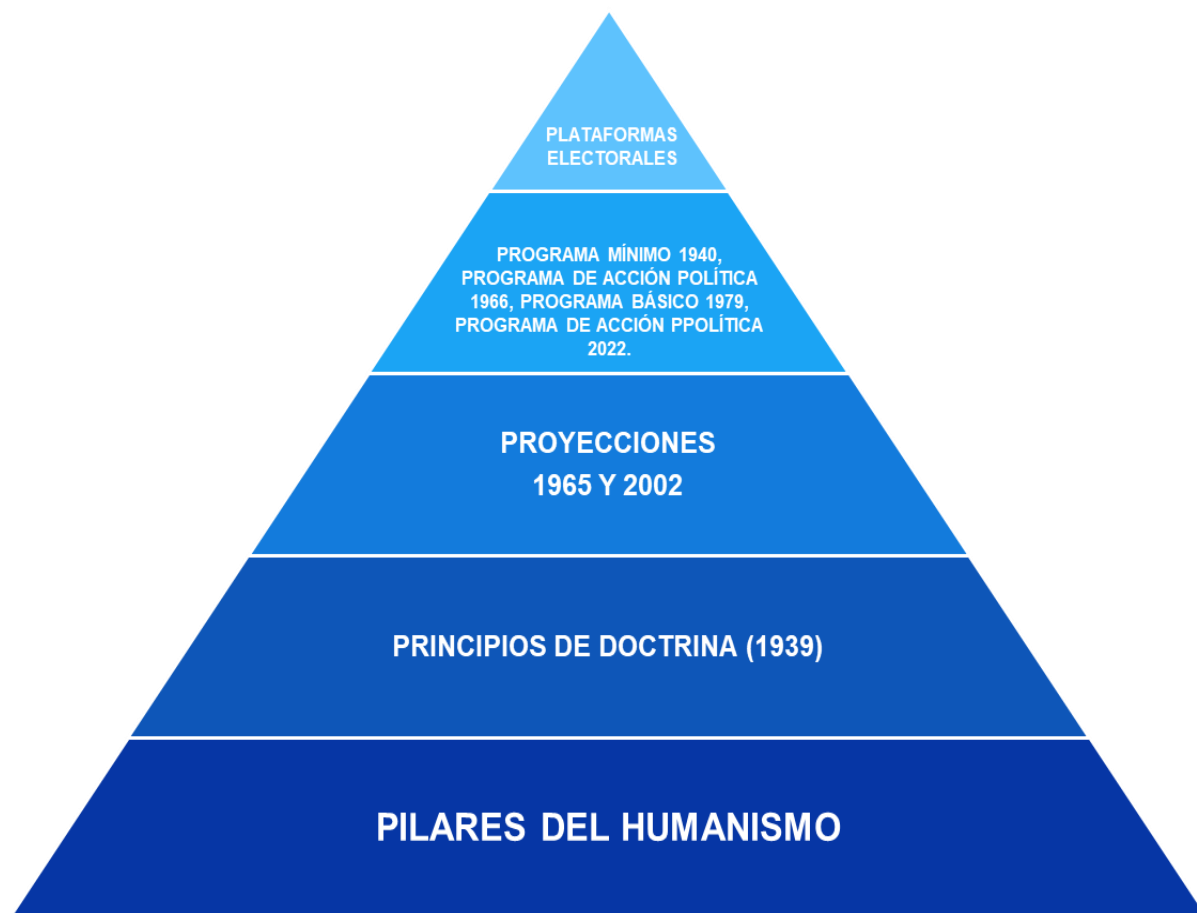 PLATAFORMAS
ELECTORALES
PROGRAMA MÍNIMO 1940,
PROGRAMA DE ACCIÓN POLÍTICA
1966, PROGRAMA BÁSICO 1979,
PROGRAMA DE ACCIÓN PPOLÍTICA
2022.
PROYECCIONES
1965 Y 2002
PRINCIPIOS DE DOCTRINA (1939)
PILARES DEL HUMANISMO